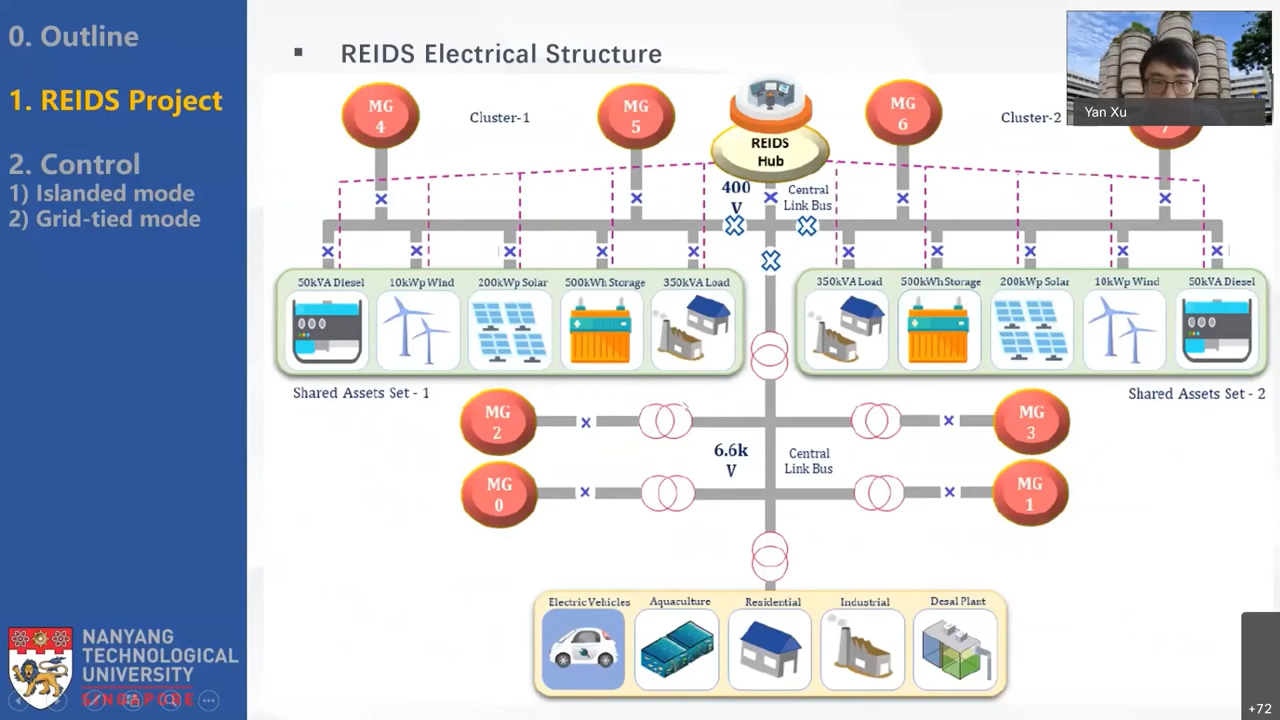 0. Outline
1. REIDS Project
2. Control
1) Islanded mode
2) Grid-tied mode
NANYANG
TECHNOLOGICAL
UNIVERSITY
SINGAPORE
▪ REIDS Electrical Structure
Yan Xu
MG
4
Cluster-1
MG
5
REIDS
Hub
MG
6
Cluster-2
7
400
V
Central
Link Bus
50kVA Diesel
10kWp Wind
200kWp Solar
500kWh Storage
350kVA Load
350kVA Load
500kWh Storage
200kWp Solar
10kWp Wind
50kVA Diesel
Shared Assets Set - 1
Shared Assets Set - 2
MG
2
MG
3
6.6k
V
Central
Link Bus
MG
0
MG
1
Electric Vehicles
Aquaculture
Residential
Industrial
Desal Plant
+72